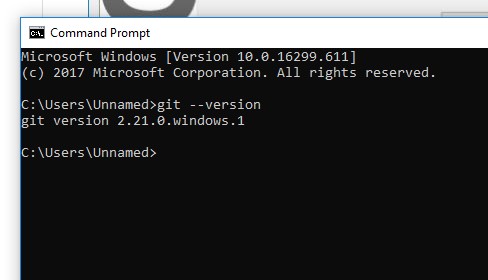 Command Prompt
Microsoft Windows [Version 10.0.16299.611]
(c) 2017 Microsoft Corporation. All rights reserved.
C:\Users\Unnamed>git --version
git version 2.21.0.windows.1
C:\Users\Unnamed>